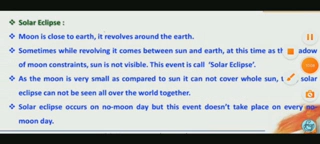 ❖ Solar Eclipse :
❖ Moon is close to earth, it revolves around the earth.
❖ Sometimes while revolving it comes between sun and earth, at this time as th adow
of moon constraints, sun is not visible. This event is call 'Solar Eclipse'.
❖ As the moon is very small as compared to sun it can not cover whole sun, t solar
eclipse can not be seen all over the world together.
❖ Solar eclipse occurs on no-moon day but this event doesn't take place on every no-
moon day.